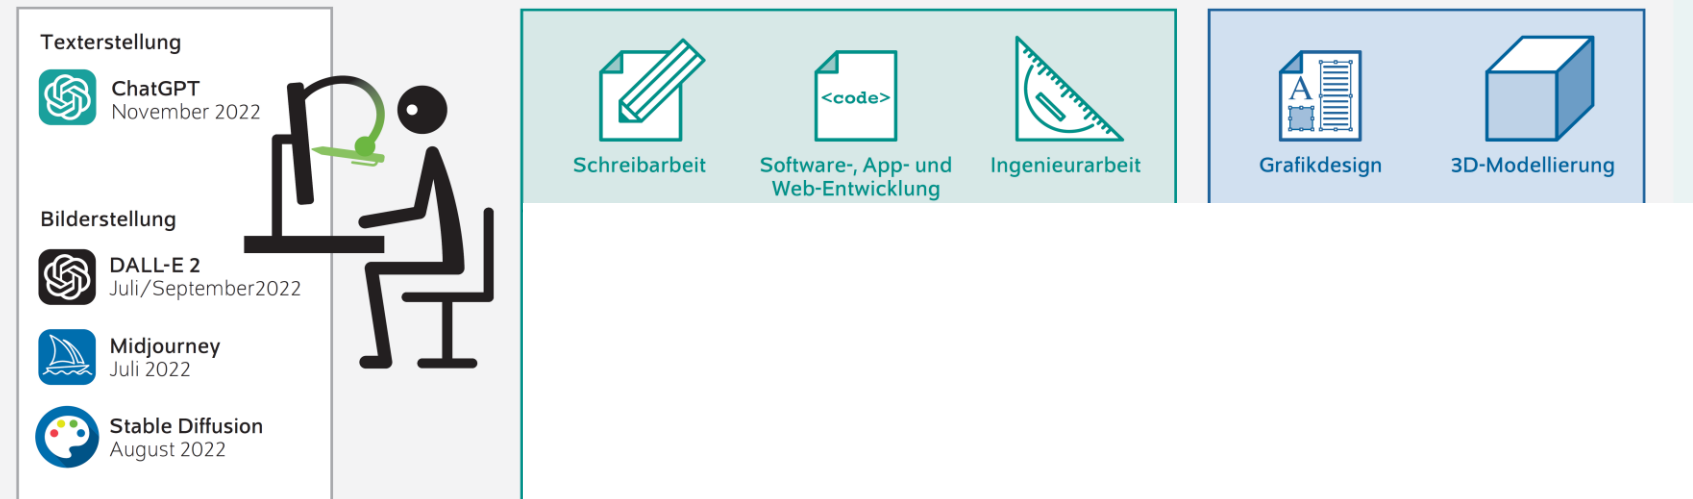 Texterstellung
ChatGPT
November 2022
Bilderstellung
DALL-E 2
Juli/September2022
Midjourney
Juli 2022
Stable Diffusion
August 2022
Schreibarbeit
<code>
Software-, App- und
Web-Entwicklung
Ingenieurarbeit
A
Grafikdesign
3D-Modellierung